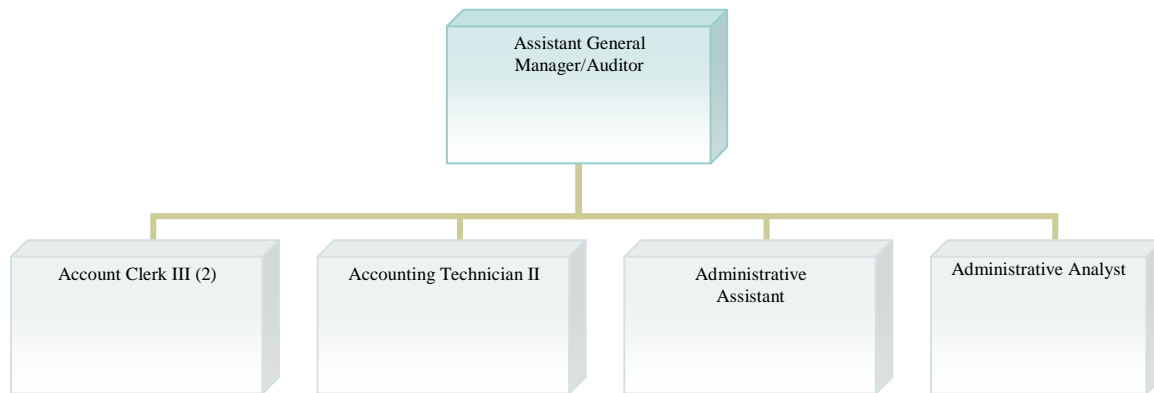 Assistant General
Manager/Auditor
Account Clerk III (2)
Accounting Technician II
Administrative
Assistant
Administrative Analyst